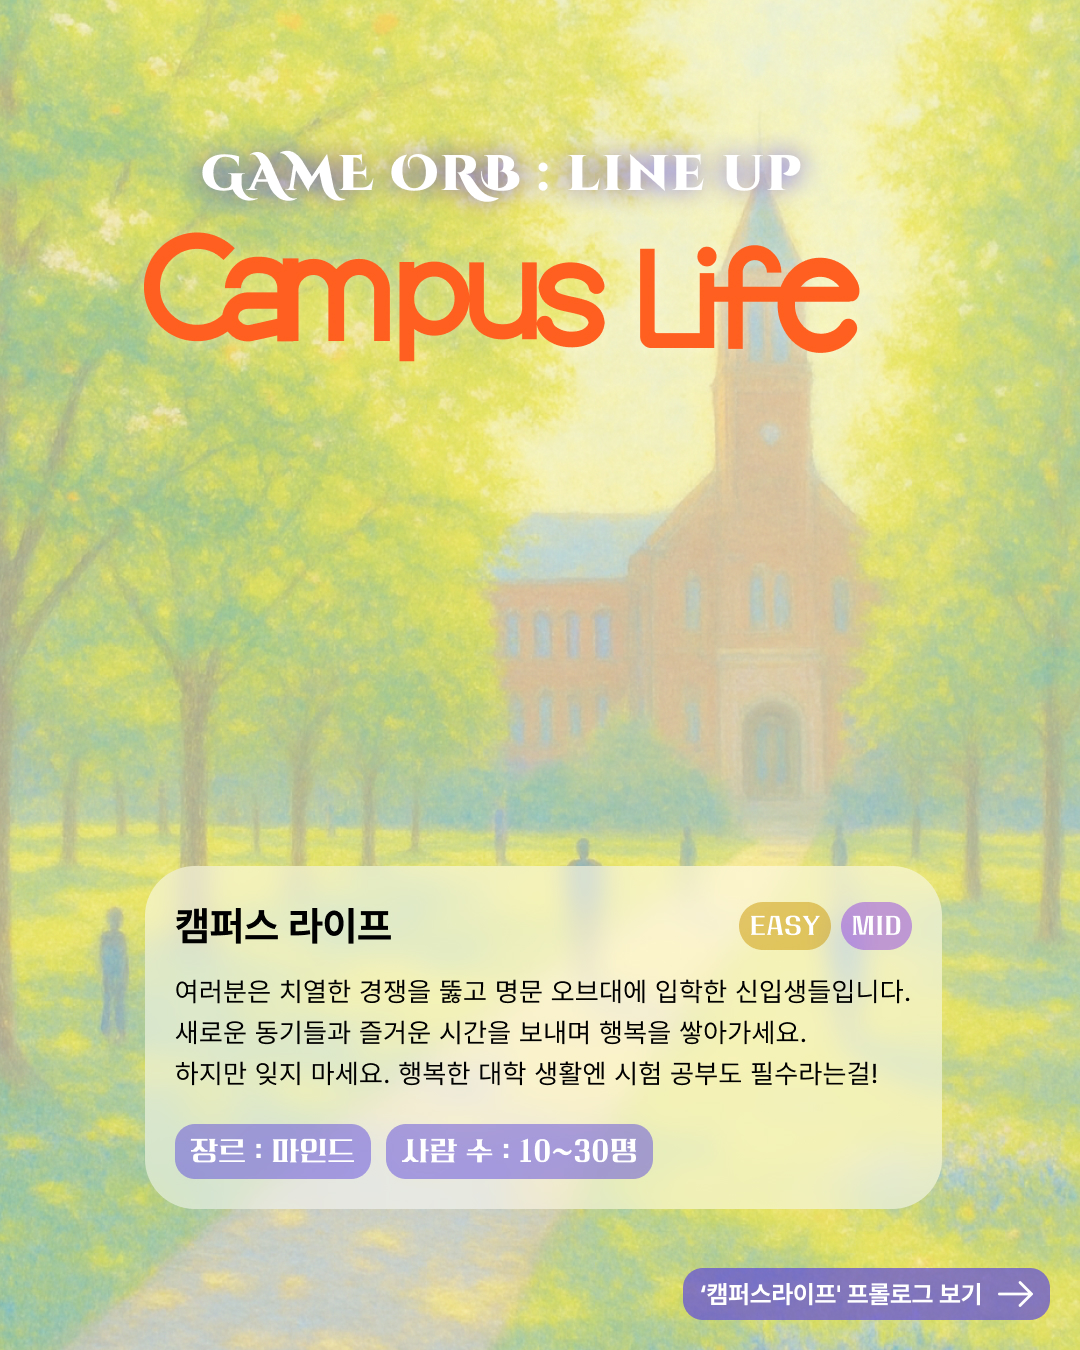 GAME ORB : LINE UP
Campus Life
캠퍼스 라이프
EASY MID
여러분은 치열한 경쟁을 뚫고 명문 오브대에 입학한 신입생들입니다.
새로운 동기들과 즐거운 시간을 보내며 행복을 쌓아가세요.
하지만 잊지 마세요. 행복한 대학 생활엔 시험 공부도 필수라는걸!
장르 : 마인드 사람 수 : 10~30명
'캠퍼스라이프' 프롤로그 보기 →